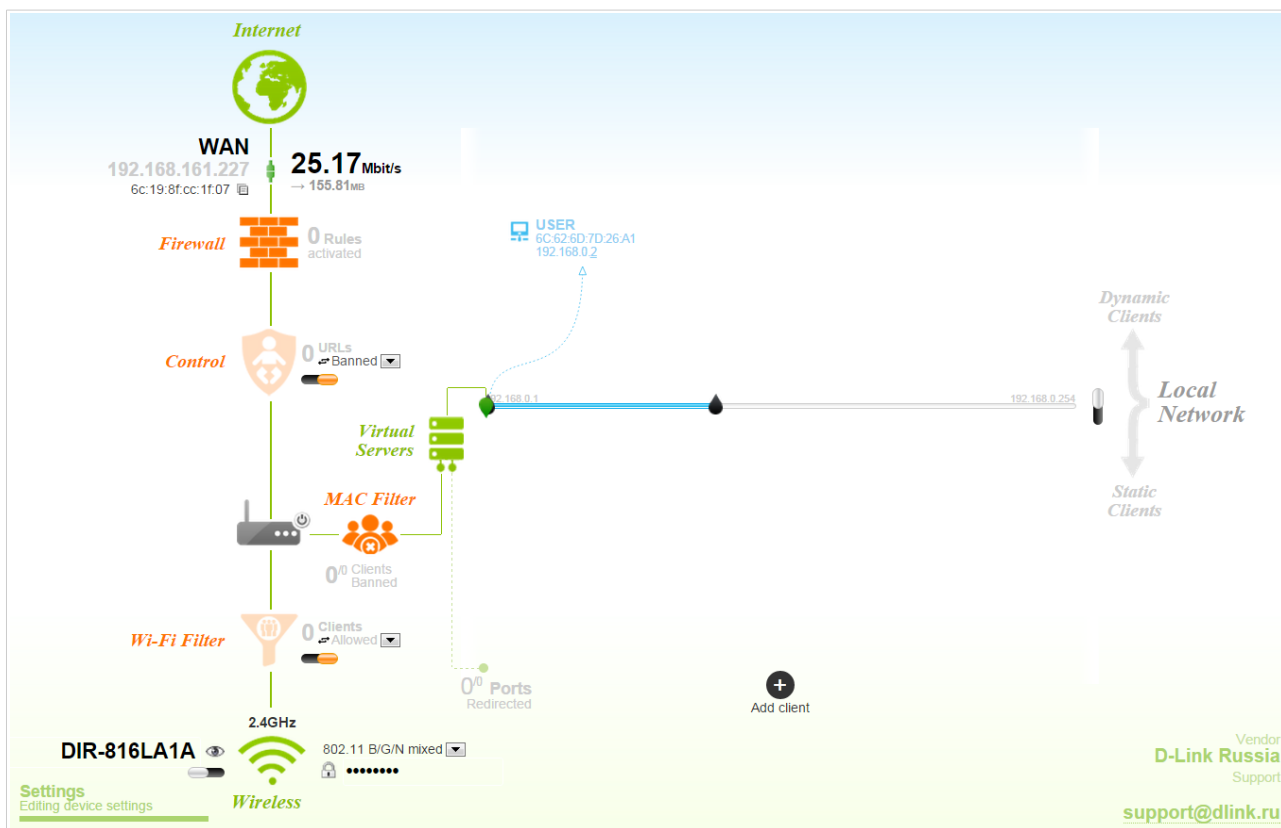 Internet
WAN
192.168.161.227
6c:19:8f:cc:1f:07
25.17 Mbit/s
→ 155.81MB
Firewall
0 Rules
activated
USER
6C:62:6D:7D:26:A1
192.168.0.2
Control
0 URLs
Banned
Dynamic
Clients
192.168.0.1
192.168.0.254
Local
Network
Virtual
Servers
Static
Clients
MAC Filter
0/0 Clients
Banned
Wi-Fi Filter
0 Clients
Allowed
0/0 Ports
Redirected
Add client
2.4GHz
DIR-816LA1A
802.11 B/G/N mixed
••••••••
Wireless
Settings
Editing device settings
Vendor
D-Link Russia
Support
support@dlink.ru